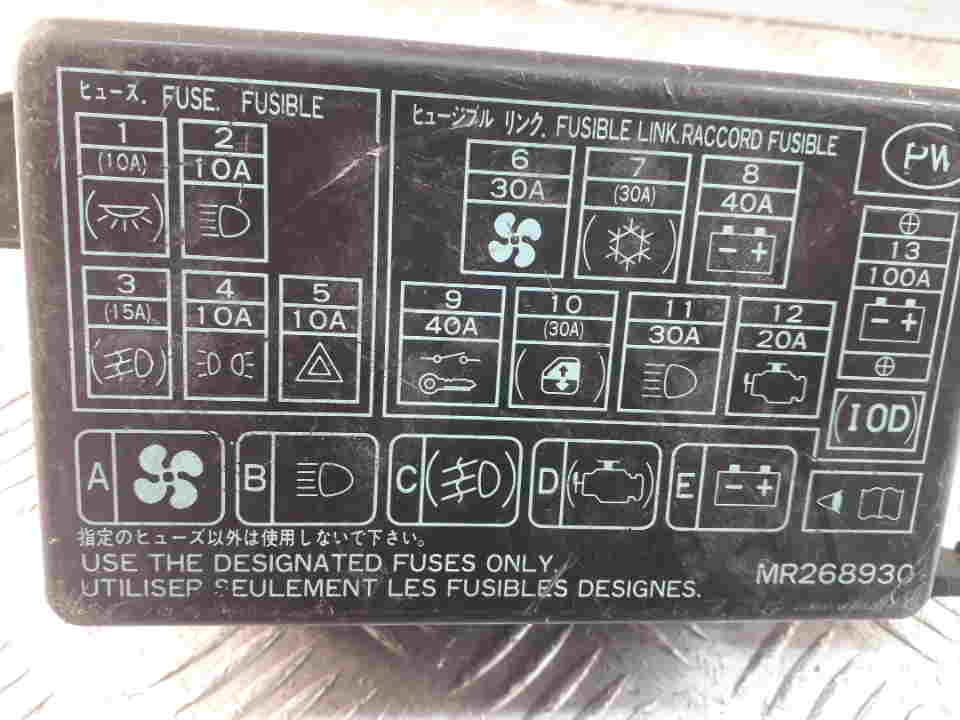 ヒューズ. FUSE. FUSIBLE
1 2
(10A) 10A
3 4 5
(15A) 10A 10A
ヒュージブル リンク. FUSIBLE LINK.RACCORD FUSIBLE
6 7 8
30A (30A) 40A
9 10 11 12
40A (30A) 30A 20A
PW
13
100A
(IOD)
A B C D E
指定のヒューズ以外は使用しないで下さい。
USE THE DESIGNATED FUSES ONLY.
UTILISER SEULEMENT LES FUSIBLES DESIGNES.
MR268930